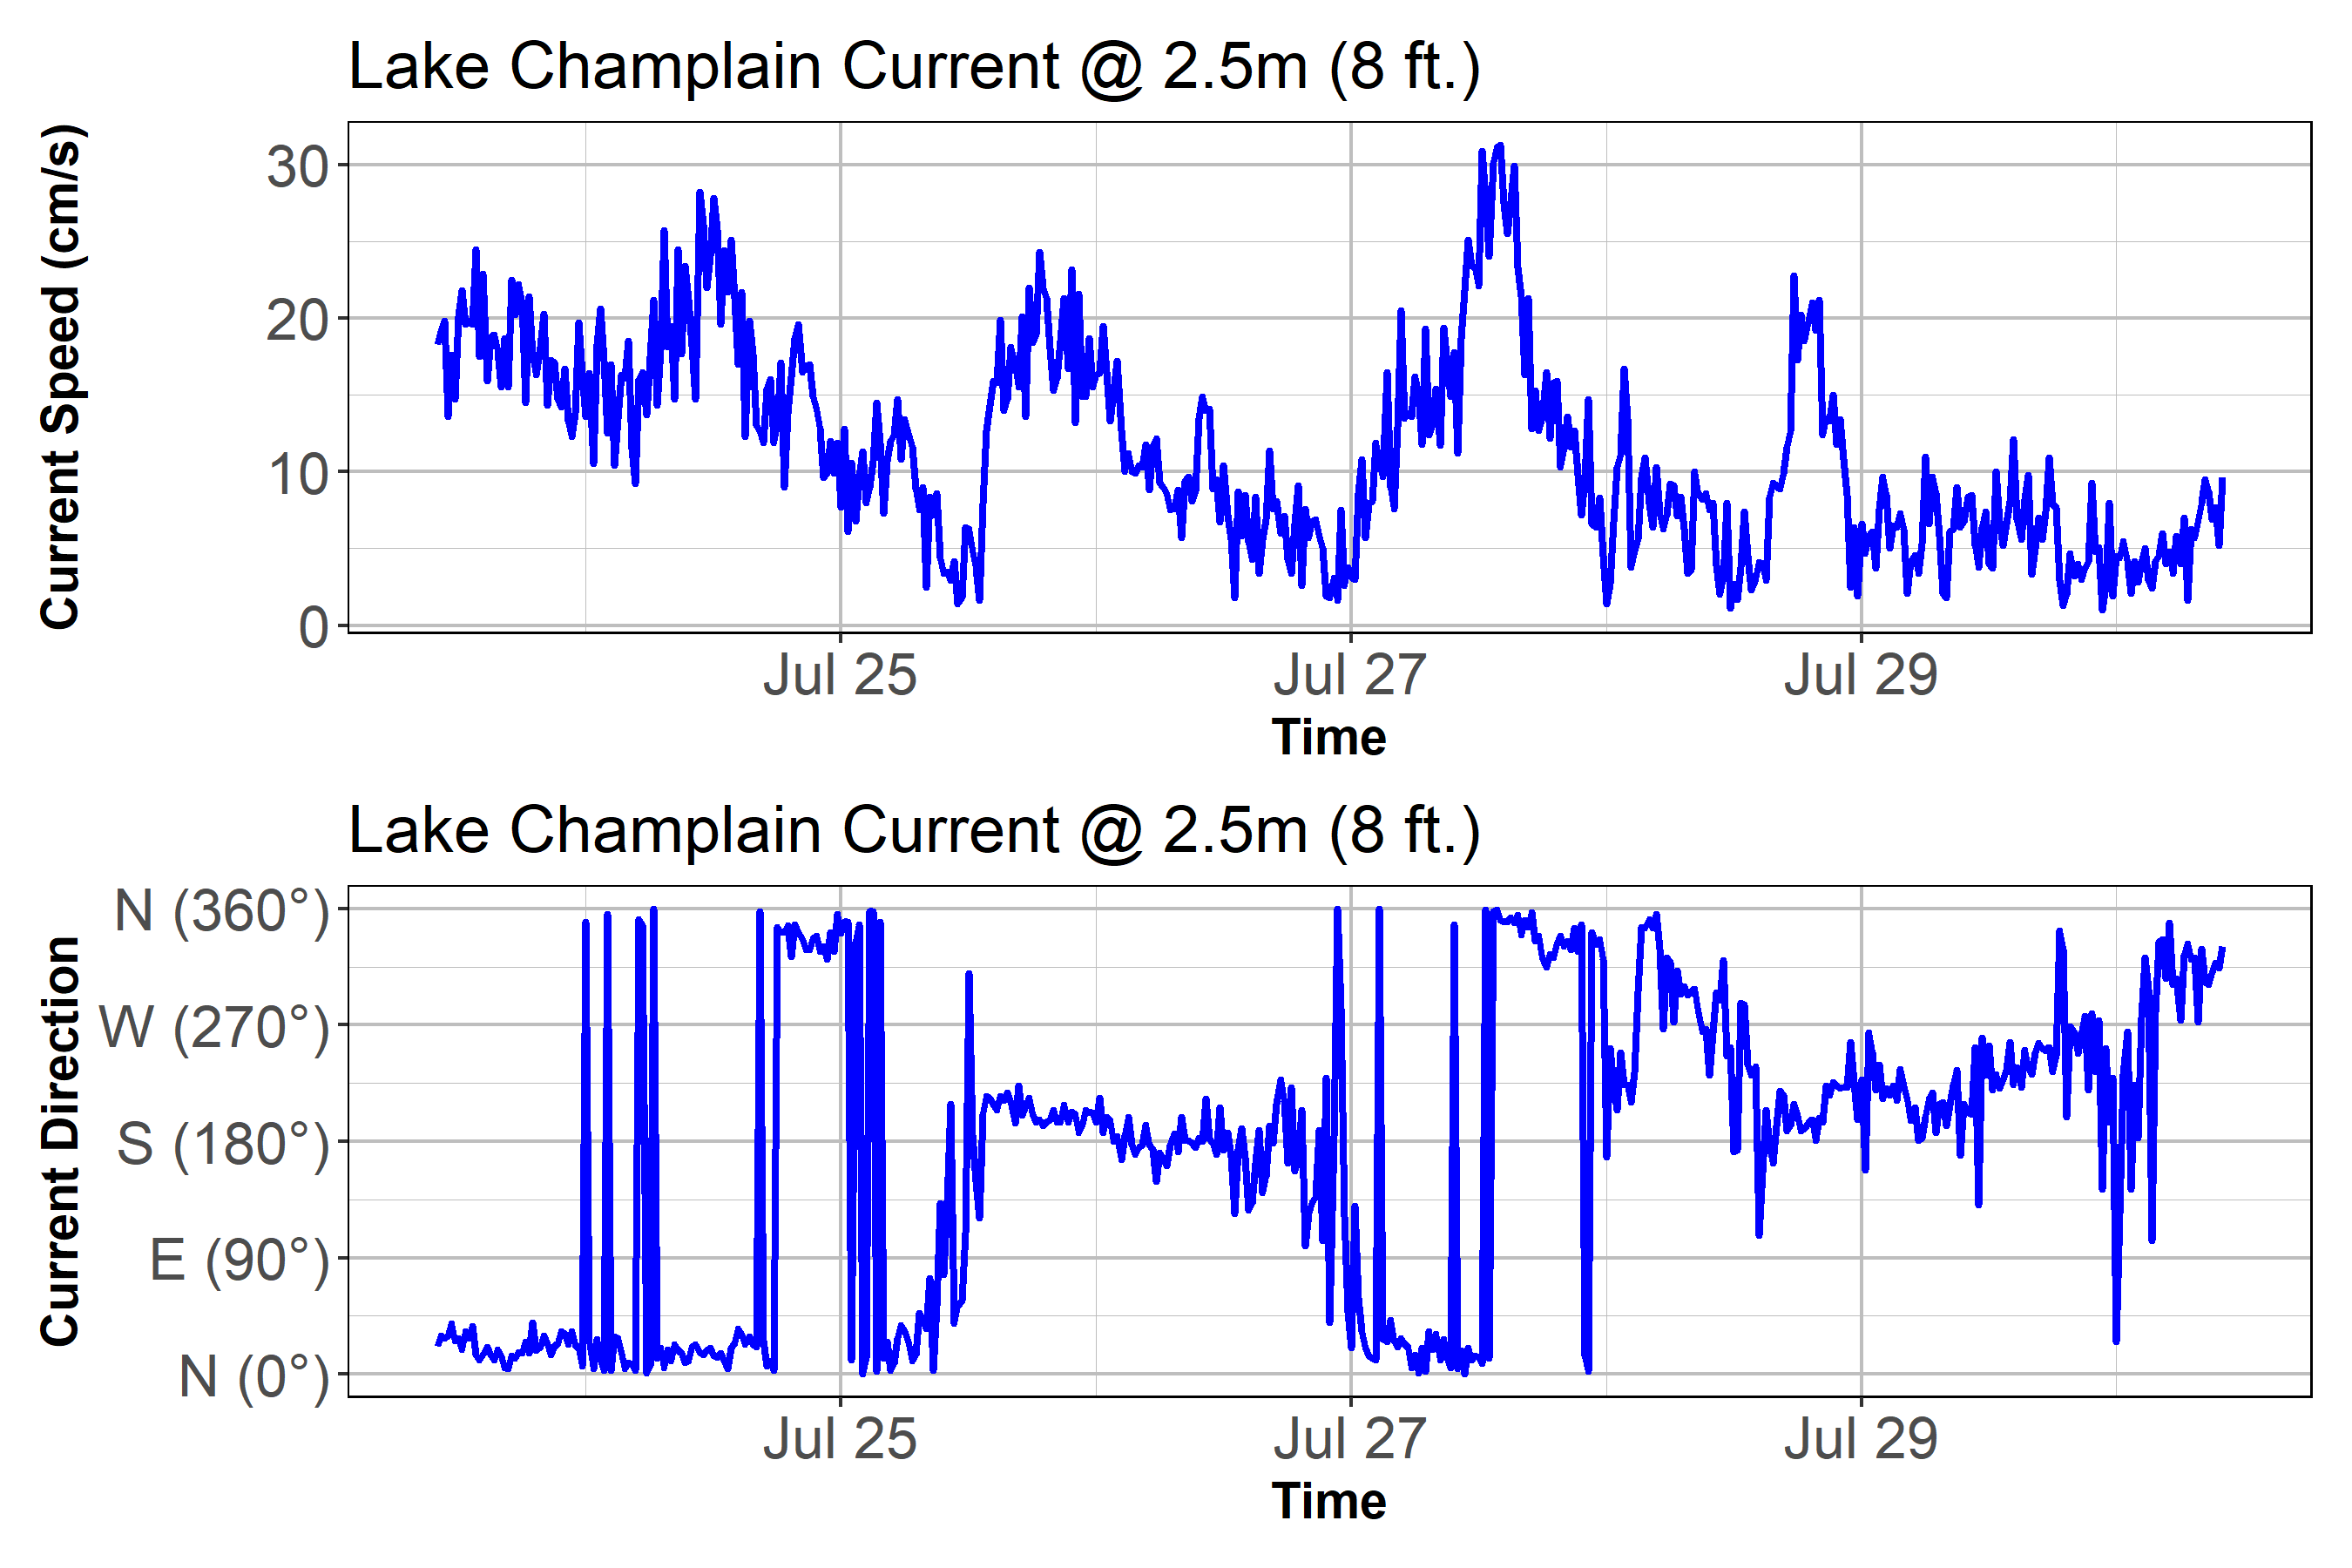 Lake Champlain Current @ 2.5m (8 ft.)
Current Speed (cm/s)
30
20
10
0
Jul 25 Jul 27 Jul 29
Time
Lake Champlain Current @ 2.5m (8 ft.)
Current Direction
N (360°)
W (270°)
S (180°)
E (90°)
N (0°)
Jul 25 Jul 27 Jul 29
Time